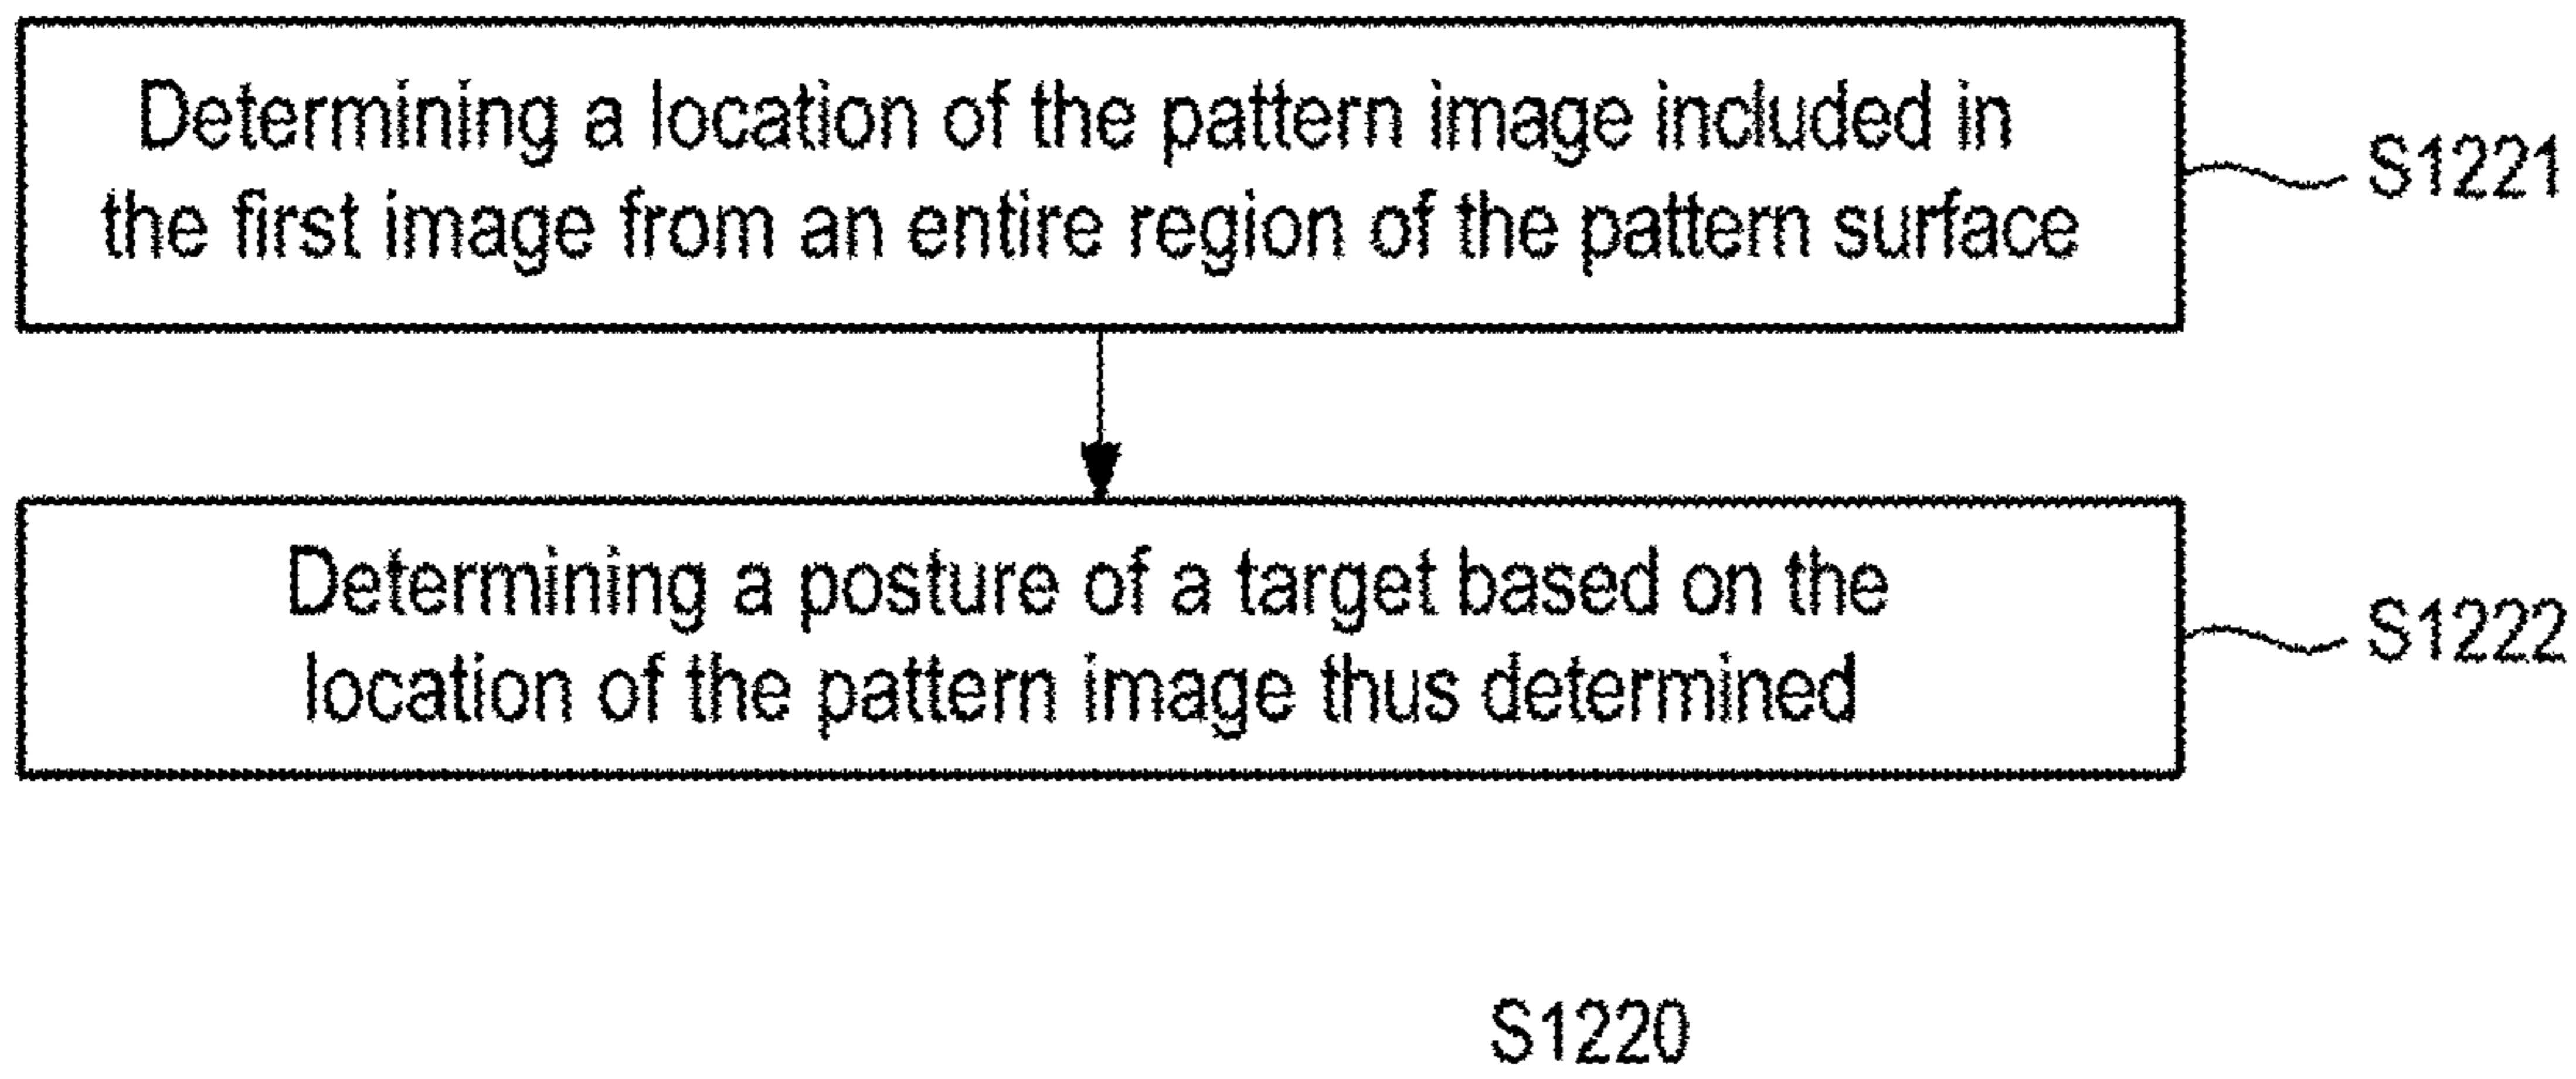 Determining a location of the pattern image included in
the first image from an entire region of the pattern surface
S1221
Determining a posture of a target based on the
location of the pattern image thus determined
S1222
S1220